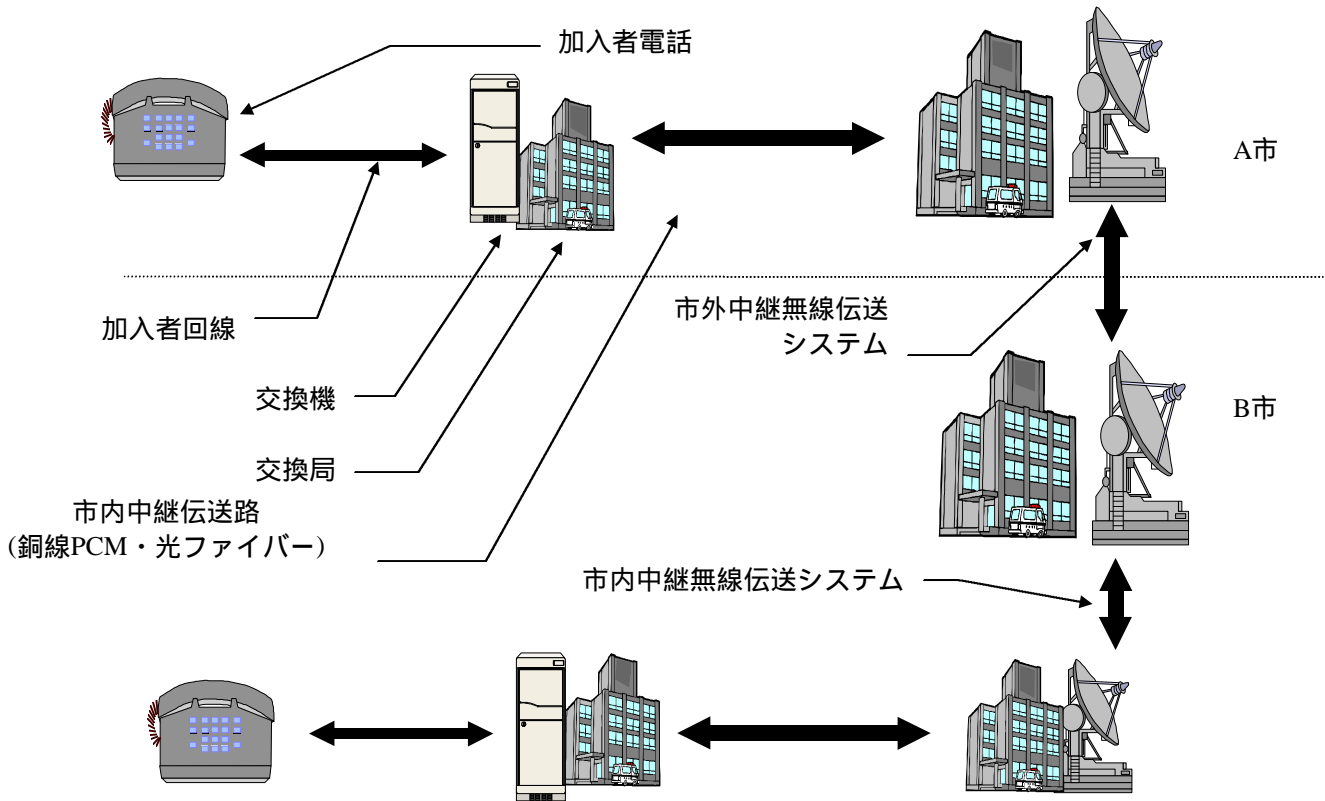 加入者電話
A市
加入者回線
市外中継無線伝送
システム
交換機
B市
交換局
市内中継伝送路
(銅線PCM・光ファイバー)
市内中継無線伝送システム